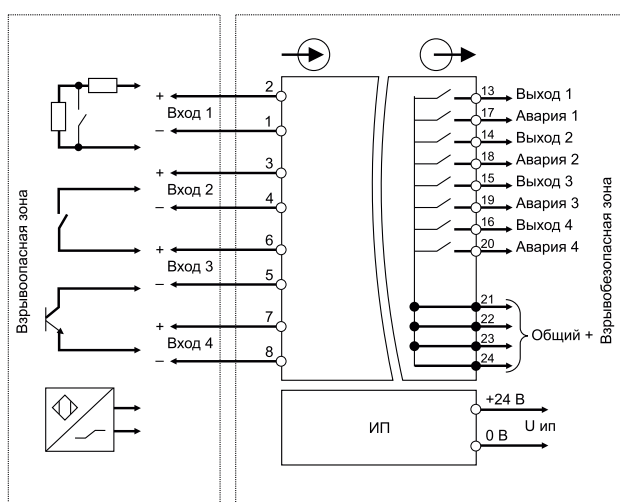 Взрывоопасная зона
+
Вход 1
–
+
Вход 2
–
+
Вход 3
–
+
Вход 4
–
2
1
3
4
6
5
7
8
13 Выход 1
17 Авария 1
14 Выход 2
18 Авария 2
15 Выход 3
19 Авария 3
16 Выход 4
20 Авария 4
21
22
23
24
Общий +
Взрывобезопасная зона
ИП
+24 В
0 В
U ип